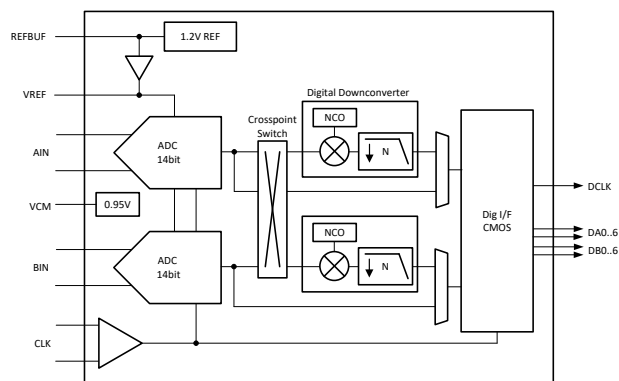 REFBUF
1.2V REF
VREF
Digital Downconverter
Crosspoint
Switch
NCO
ADC
14bit
N
AIN
Dig I/F
CMOS
DCLK
VCM
0.95V
DA0..6
DB0..6
NCO
BIN
ADC
14bit
N
CLK